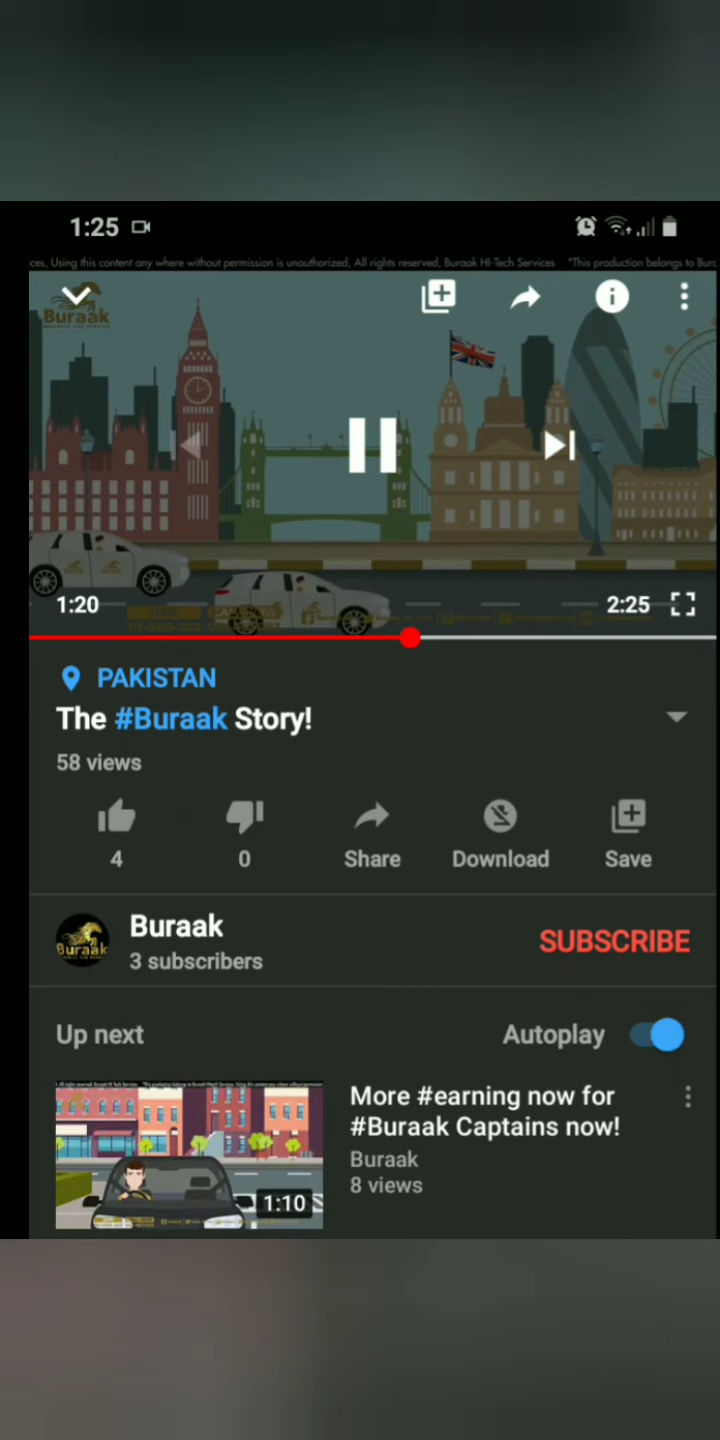 1:25
ces, Using this content any where without permission is unauthorized, All rights reserved, Buraak HI-Tech Services "This production belongs to Bura
Buraak
1:20
2:25
PAKISTAN
The #Buraak Story!
58 views
4
0
Share
Download
Save
Buraak
Buraak
3 subscribers
SUBSCRIBE
Up next
Autoplay
More #earning now for
#Buraak Captains now!
Buraak
8 views
1:10